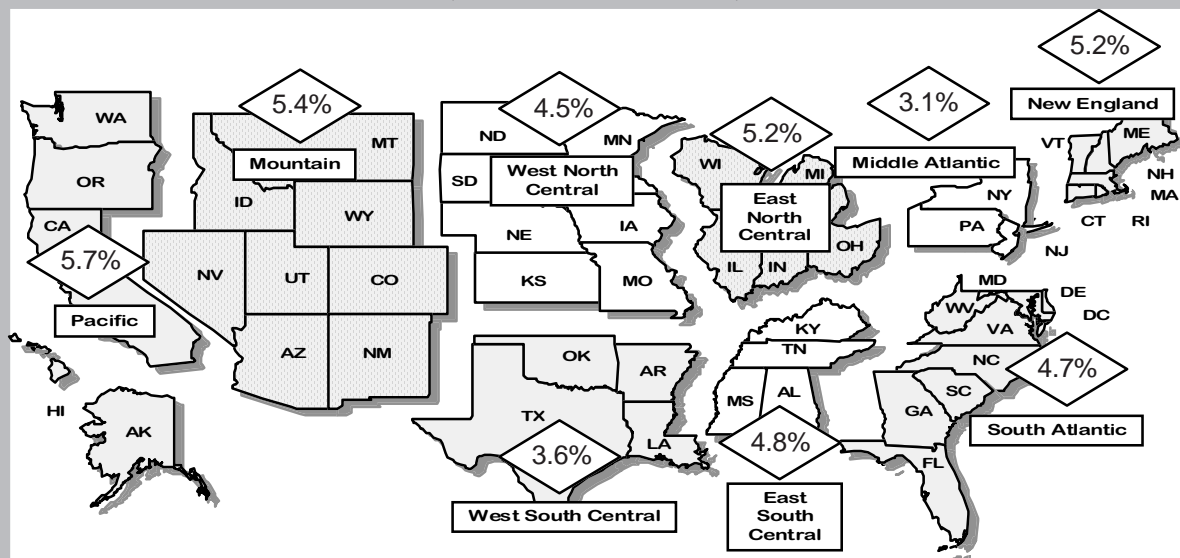 5.2%
New England
5.4%
Mountain
4.5%
West North
Central
5.2%
East
North
Central
3.1%
Middle Atlantic
5.7%
Pacific
3.6%
West South Central
4.8%
East
South
Central
4.7%
South Atlantic
WA
OR
CA
HI
AK
MT
ID
WY
NV
UT
CO
AZ
NM
ND
MN
SD
NE
IA
KS
MO
WI
MI
IL
IN
OH
NY
PA
NJ
VT
ME
NH
MA
CT
RI
OK
AR
TX
LA
KY
TN
MS
AL
MD
DE
DC
WV
VA
NC
SC
GA
FL